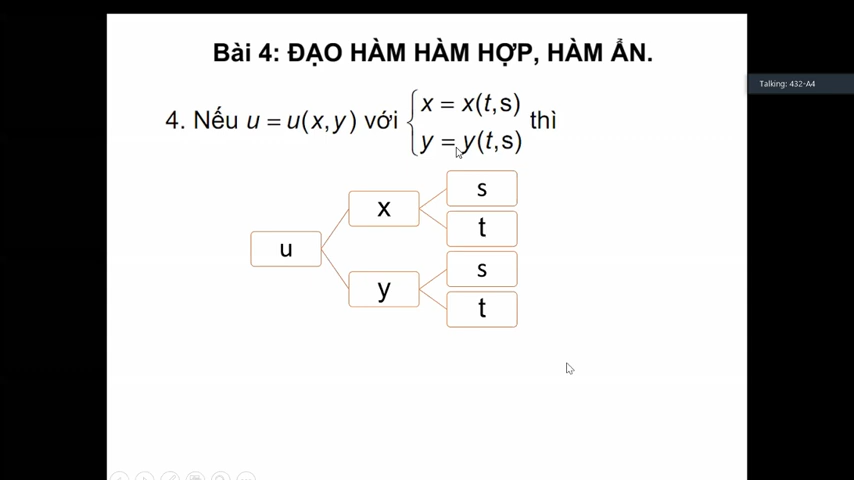 Bài 4: ĐẠO HÀM HÀM HỢP, HÀM ẨN.
Talking: 432-A4
4. Nếu u = u(x,y) với { x = x(t,s) thì
y = y(t,s)
s
x
t
u
s
y
t